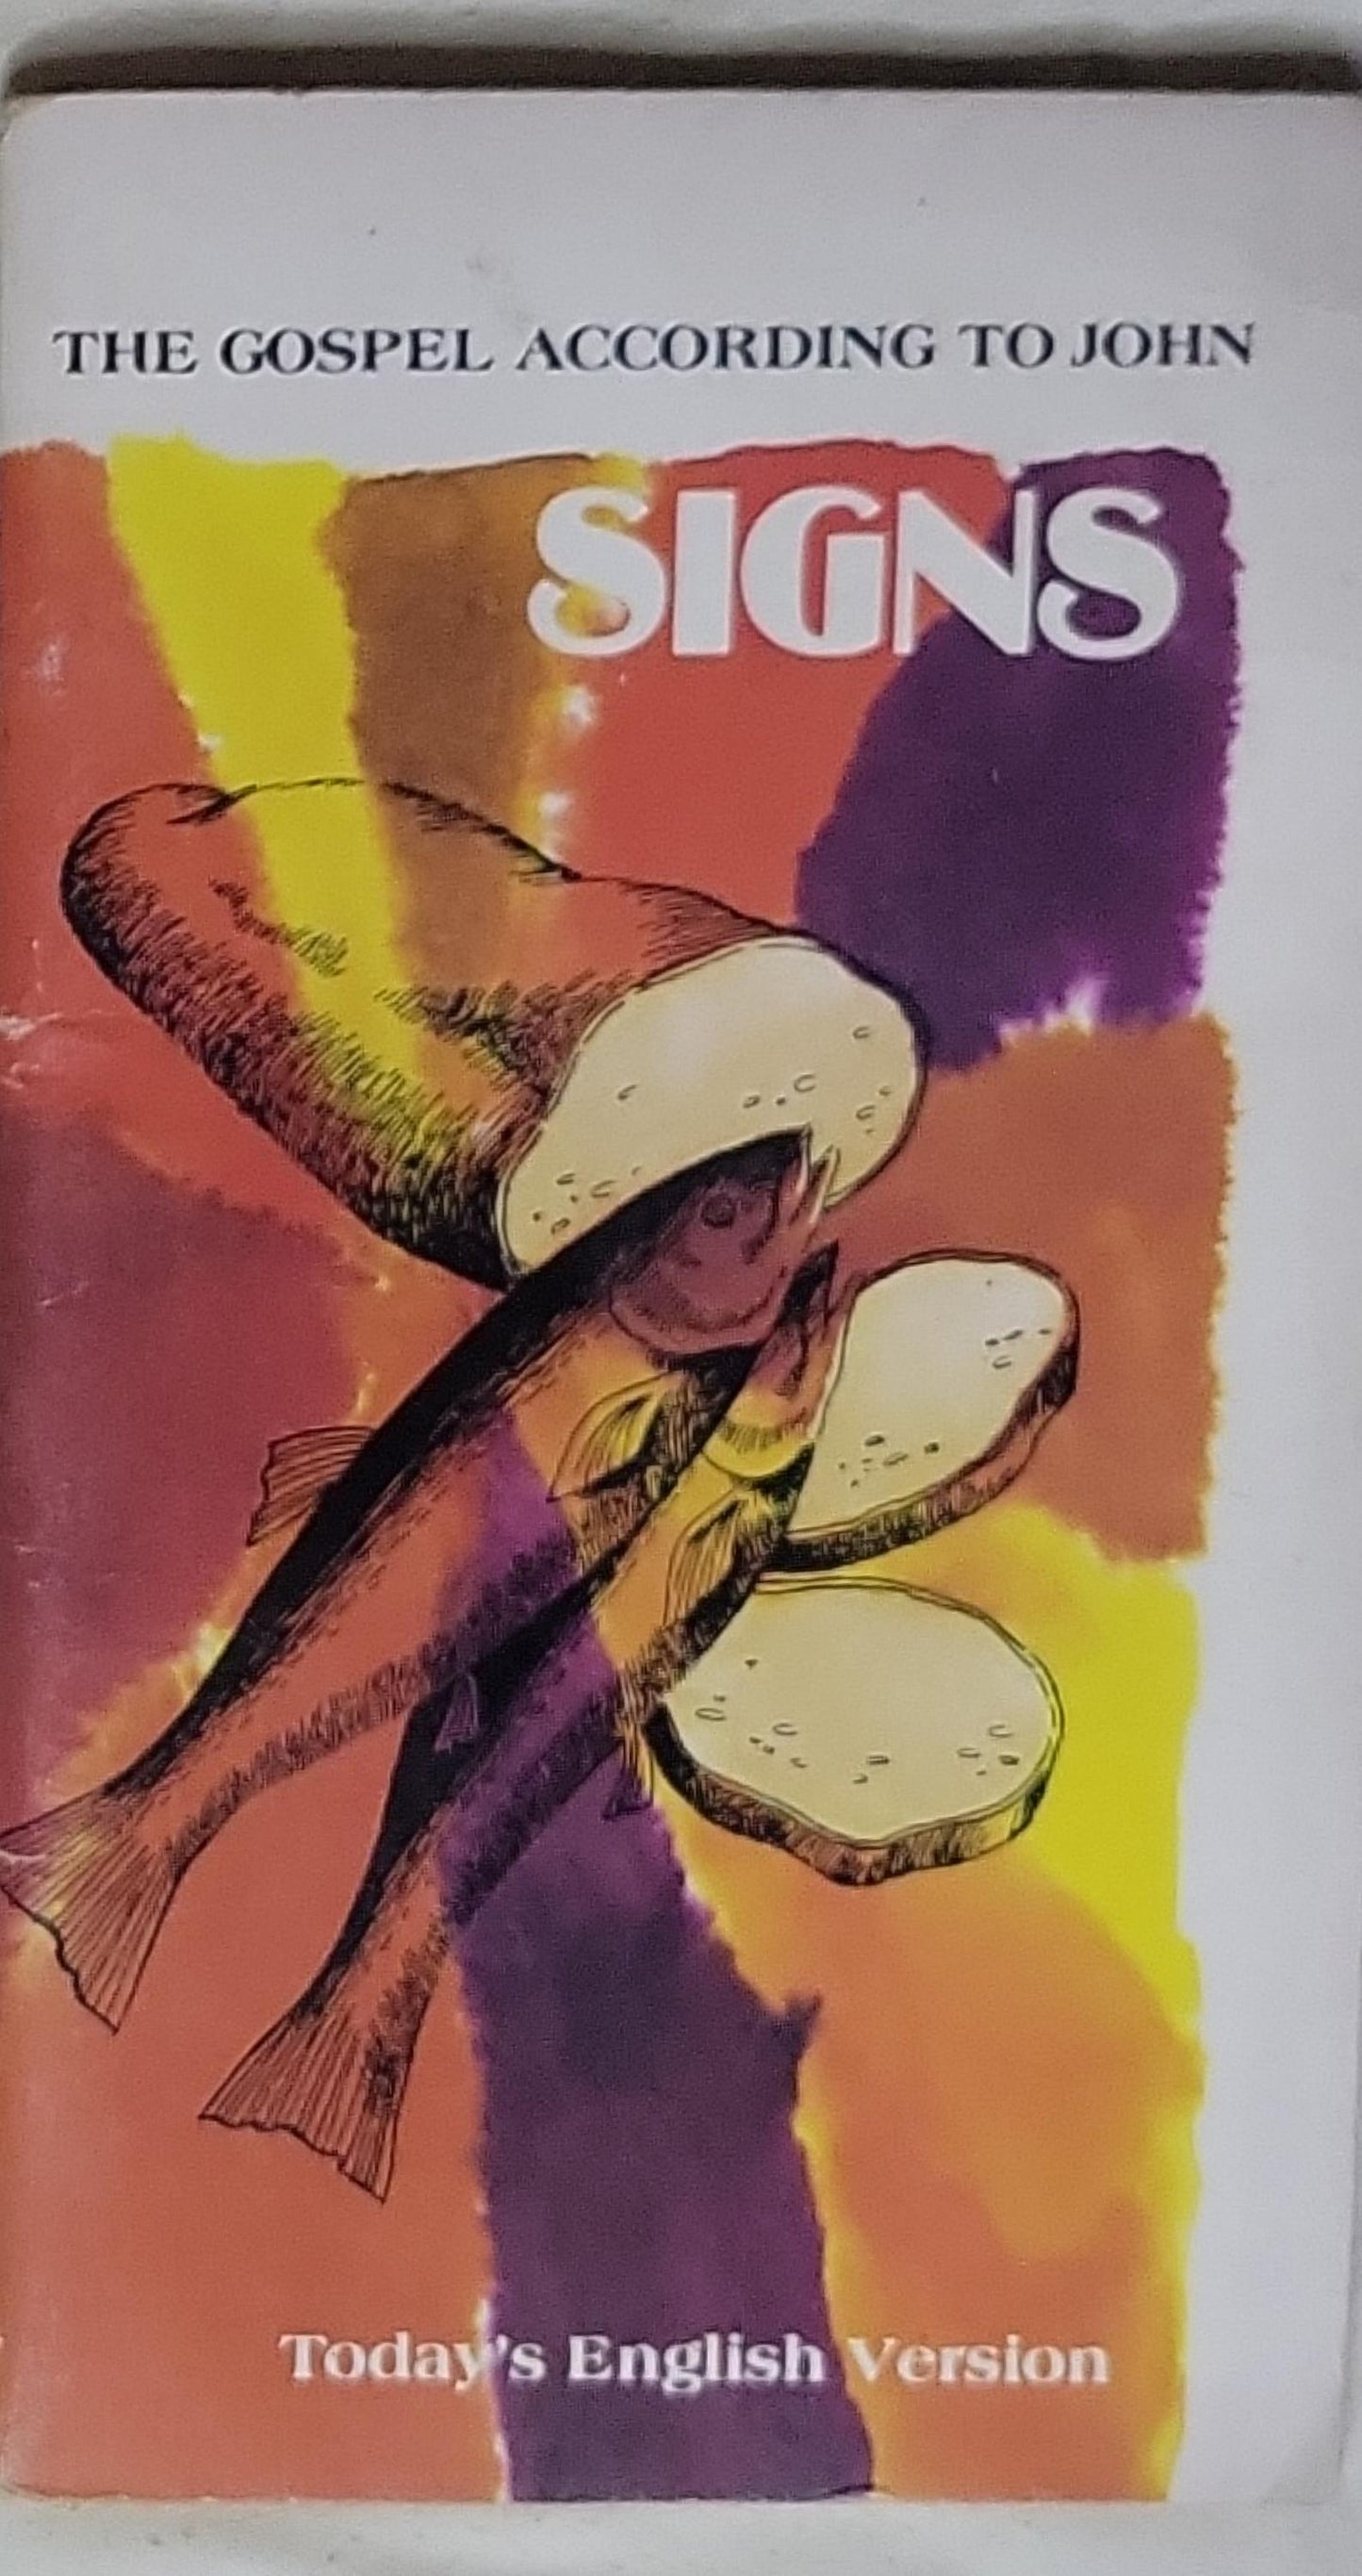 THE GOSPEL ACCORDING TO JOHN
SIGNS
Today's English Version